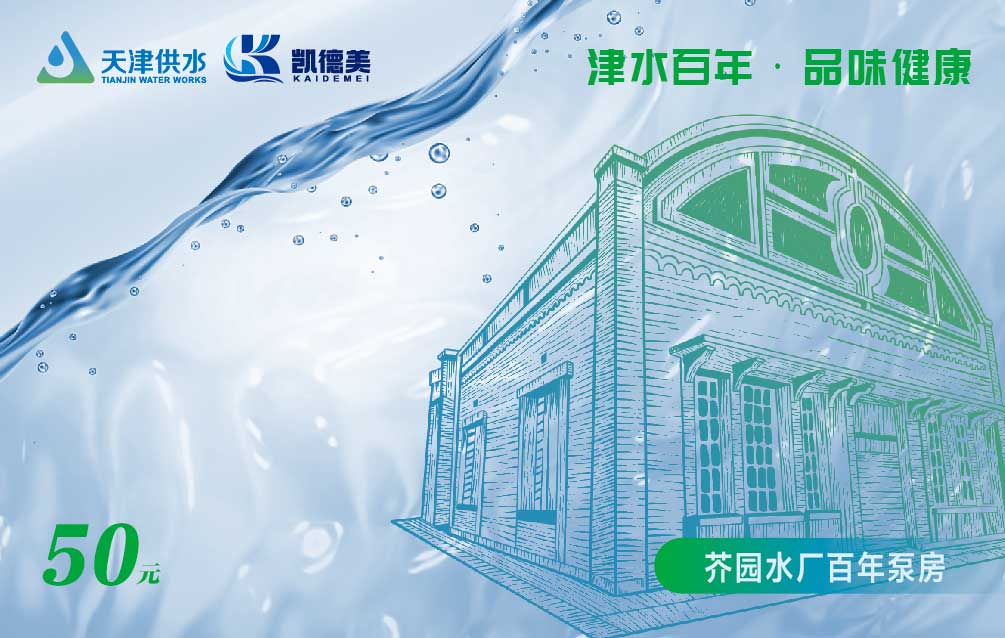 天津供水
TIANJIN WATER WORKS
凯德美
KAIDEMEI
津水百年·品味健康
50元
芥园水厂百年泵房